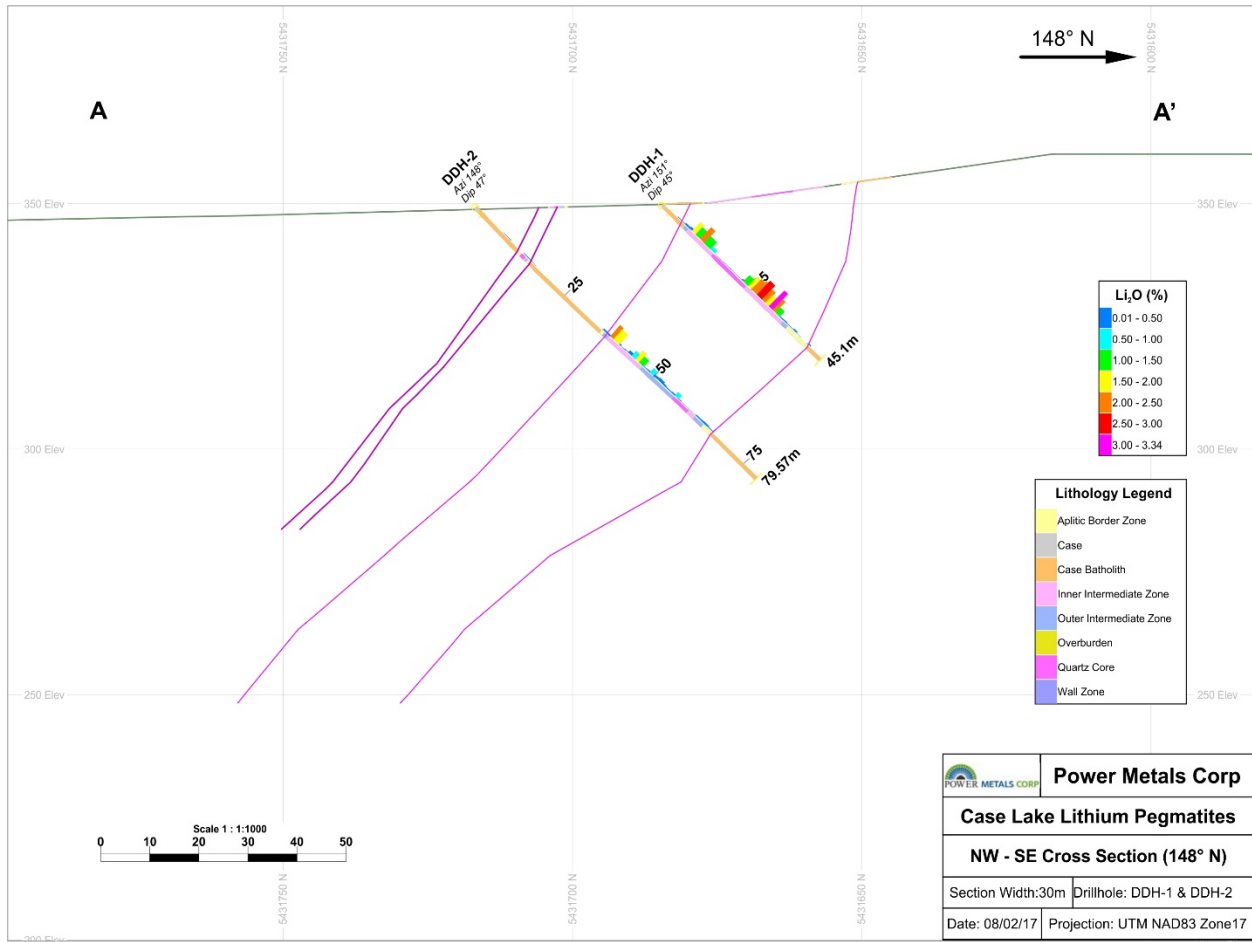 5431750 N
5431700 N
5431650 N
5431600 N
148° N
A
A'
DDH-2
Azi 148°
Dip 47°
DDH-1
Azi 151°
Dip 45°
350 Elev
350 Elev
25
5
50
45.1m
75
79.57m
Li₂O (%)
0.01 - 0.50
0.50 - 1.00
1.00 - 1.50
1.50 - 2.00
2.00 - 2.50
2.50 - 3.00
3.00 - 3.34
300 Elev
300 Elev
Lithology Legend
Aplitic Border Zone
Case
Case Batholith
Inner Intermediate Zone
Outer Intermediate Zone
Overburden
Quartz Core
Wall Zone
250 Elev
250 Elev
Scale 1 : 1:1000
0 10 20 30 40 50
5431750 N
5431700 N
5431650 N
POWER METALS CORP
Power Metals Corp
Case Lake Lithium Pegmatites
NW - SE Cross Section (148° N)
Section Width:30m Drillhole: DDH-1 & DDH-2
Date: 08/02/17 Projection: UTM NAD83 Zone17
200 Elev